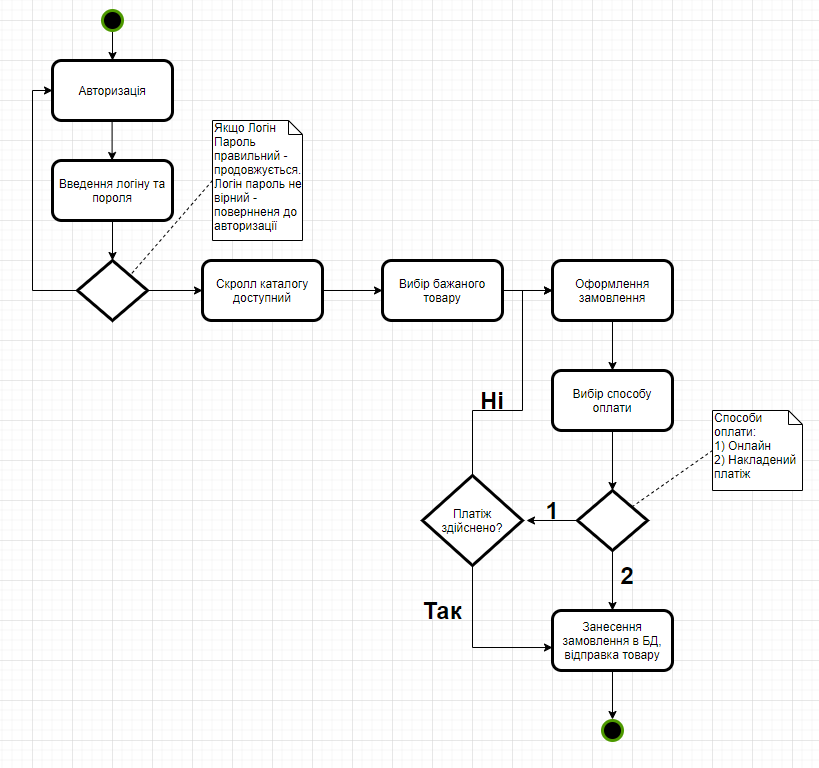 Авторизація
Введення логіну та
пороля
Якщо Логін
Пароль
правильний -
продовжується.
Логін пароль не
вірний -
повернненя до
авторизації
Скролл каталогу
доступний
Вибір бажаного
товару
Оформлення
замовлення
Вибір способу
оплати
Способи
оплати:
1) Онлайн
2) Накладений
платіж
Ні
Платіж
здійснено?
1
2
Так
Занесення
замовлення в БД,
відправка товару